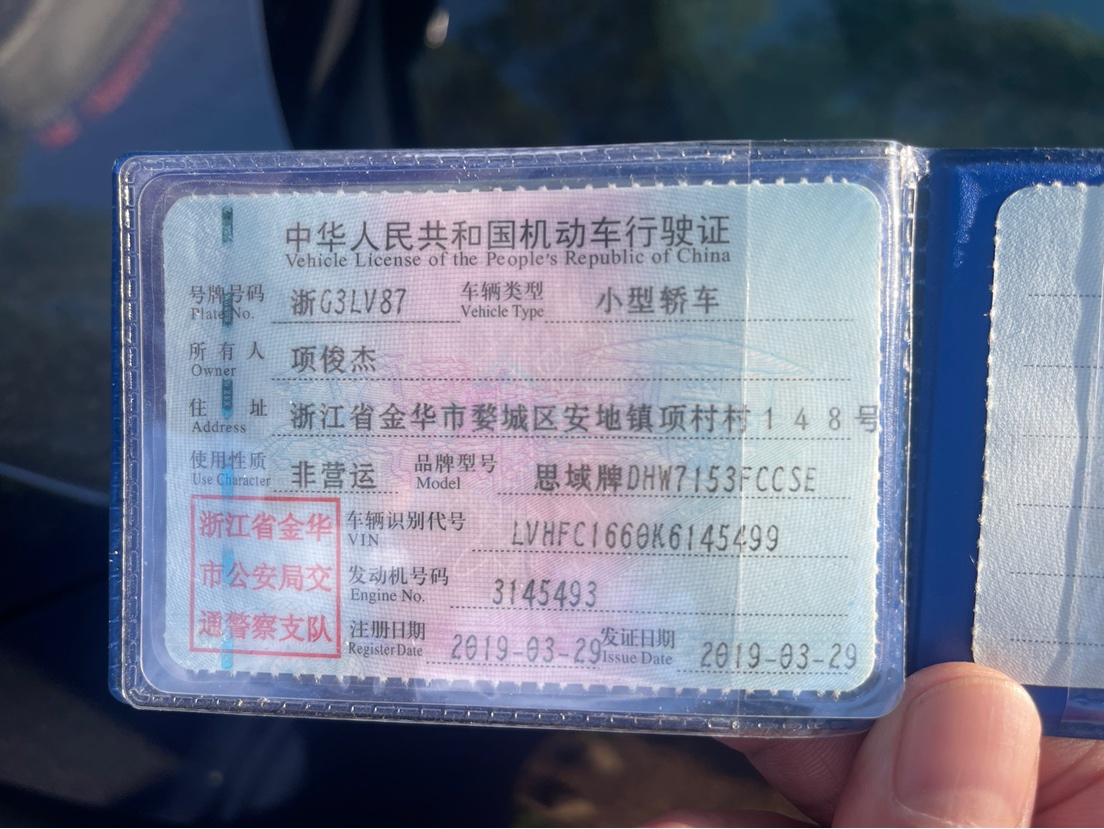 中华人民共和国机动车行驶证
Vehicle License of the People's Republic of China
号牌号码 浙G3LV87 车辆类型 小型轿车
Plate No. Vehicle Type
所有人 项俊杰
Owner
住址 浙江省金华市婺城区安地镇项村村148号
Address
使用性质 非营运 品牌型号 思域牌DHW7153FCCSE
Use Character Model
浙江省金华
市公安局交
通警察支队
车辆识别代号 LVHFC1660K6145499
VIN
发动机号码 3145493
Engine No.
注册日期 2019-03-29 发证日期 2019-03-29
Register Date Issue Date